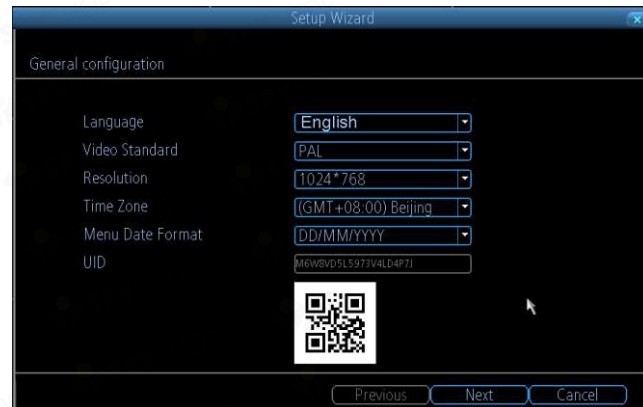 Setup Wizard
General configuration
Language English
Video Standard PAL
Resolution 1024*768
Time Zone (GMT+08:00) Beijing
Menu Date Format DD/MM/YYYY
UID M6W8VD5L5973V4LD4P7J
Previous Next Cancel